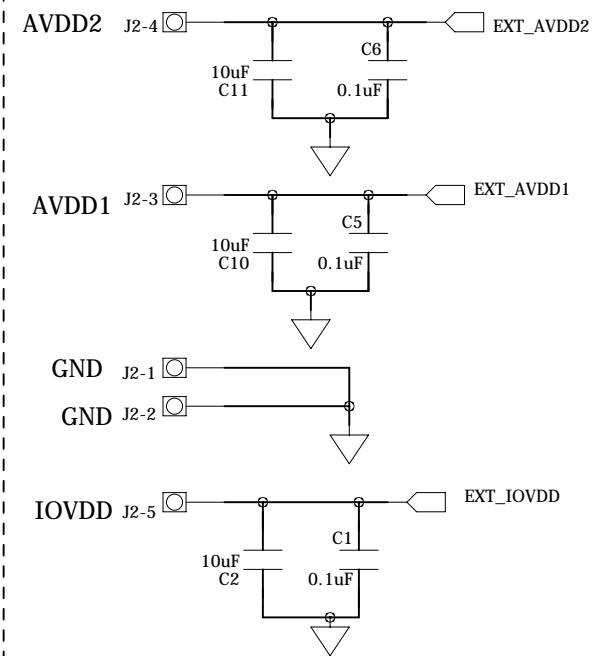 AVDD2 J2-4 EXT_AVDD2
C6
10uF
C11 0.1uF
AVDD1 J2-3 EXT_AVDD1
C5
10uF
C10 0.1uF
GND J2-1
GND J2-2
IOVDD J2-5 EXT_IOVDD
C1
10uF
C2 0.1uF